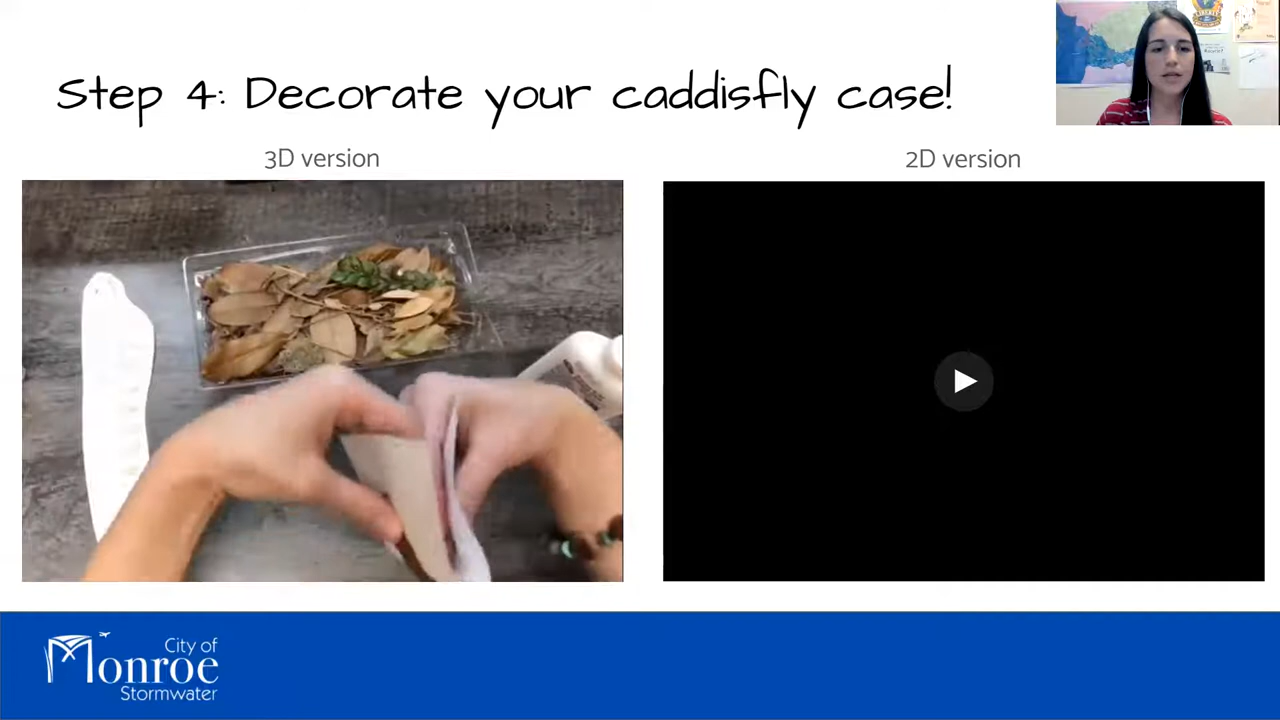 Step 4: Decorate your caddisfly case!
3D version
2D version
City of
Monroe
Stormwater